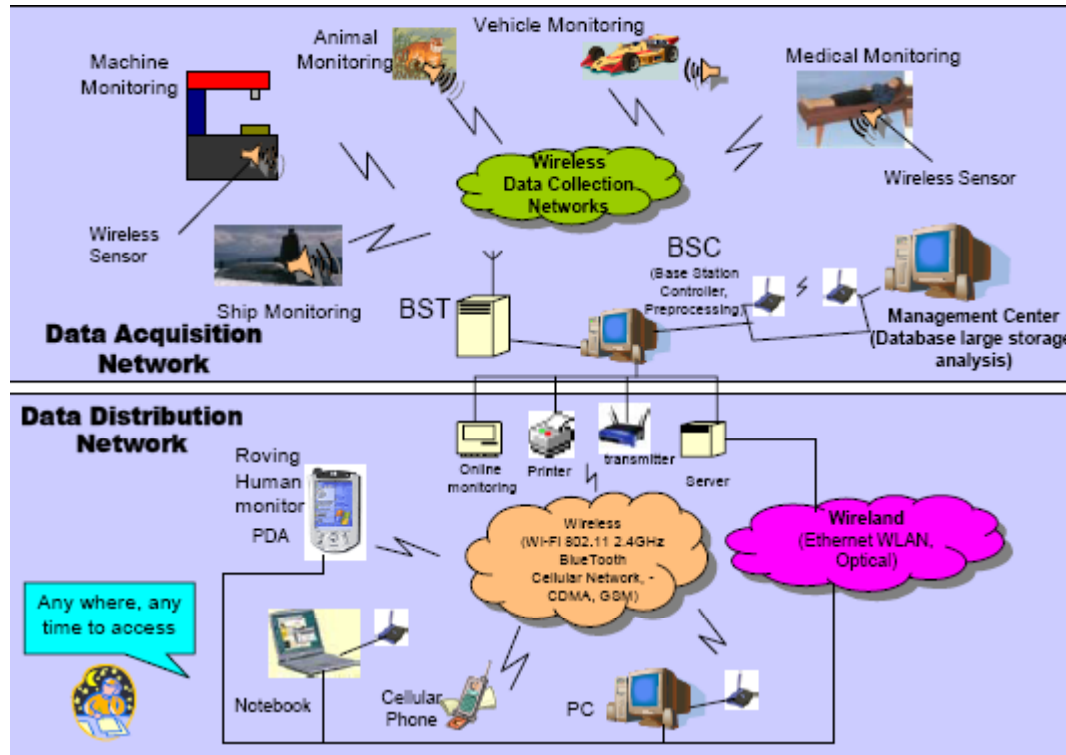 Machine
Monitoring
Animal
Monitoring
Vehicle Monitoring
Medical Monitoring
Wireless
Data Collection
Networks
Wireless Sensor
Wireless
Sensor
Ship Monitoring
BST
BSC
(Base Station
Controller,
Preprocessing)
Management Center
(Database large storage
analysis)
Data Acquisition
Network
Data Distribution
Network
Online
monitoring
Printer
transmitter
Server
Roving
Human
monitor
PDA
Wireless
(Wi-Fi 802.11 2.4GHz
BlueTooth
Cellular Network, -
CDMA, GSM)
Wireland
(Ethernet WLAN,
Optical)
Any where, any
time to access
Notebook
Cellular
Phone
PC